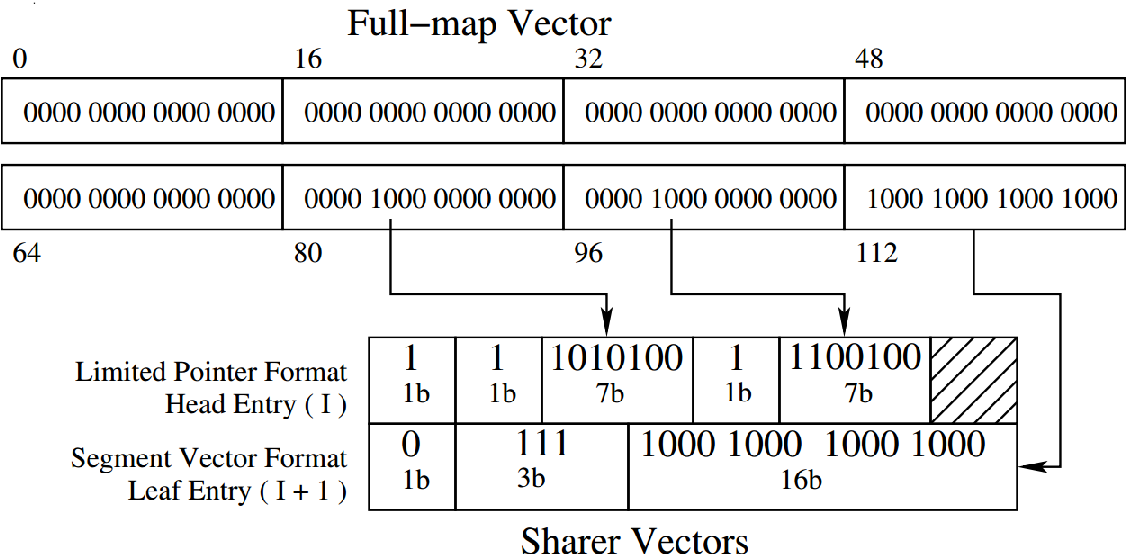 Full-map Vector
0 16 32 48
0000 0000 0000 0000 0000 0000 0000 0000 0000 0000 0000 0000 0000 0000 0000 0000
0000 0000 0000 0000 0000 1000 0000 0000 0000 1000 0000 0000 1000 1000 1000 1000
64 80 96 112
Limited Pointer Format
Head Entry ( I )
1 1 1010100 1 1100100
1b 1b 7b 1b 7b
Segment Vector Format
Leaf Entry ( I + 1 )
0 111 1000 1000 1000 1000
1b 3b 16b
Sharer Vectors